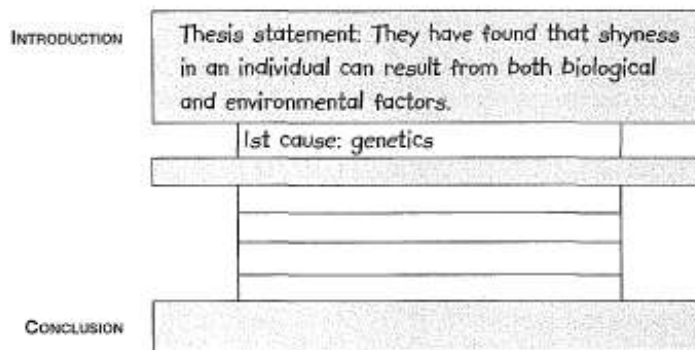 INTRODUCTION
Thesis statement: They have found that shyness
in an individual can result from both biological
and environmental factors.
1st cause: genetics
CONCLUSION